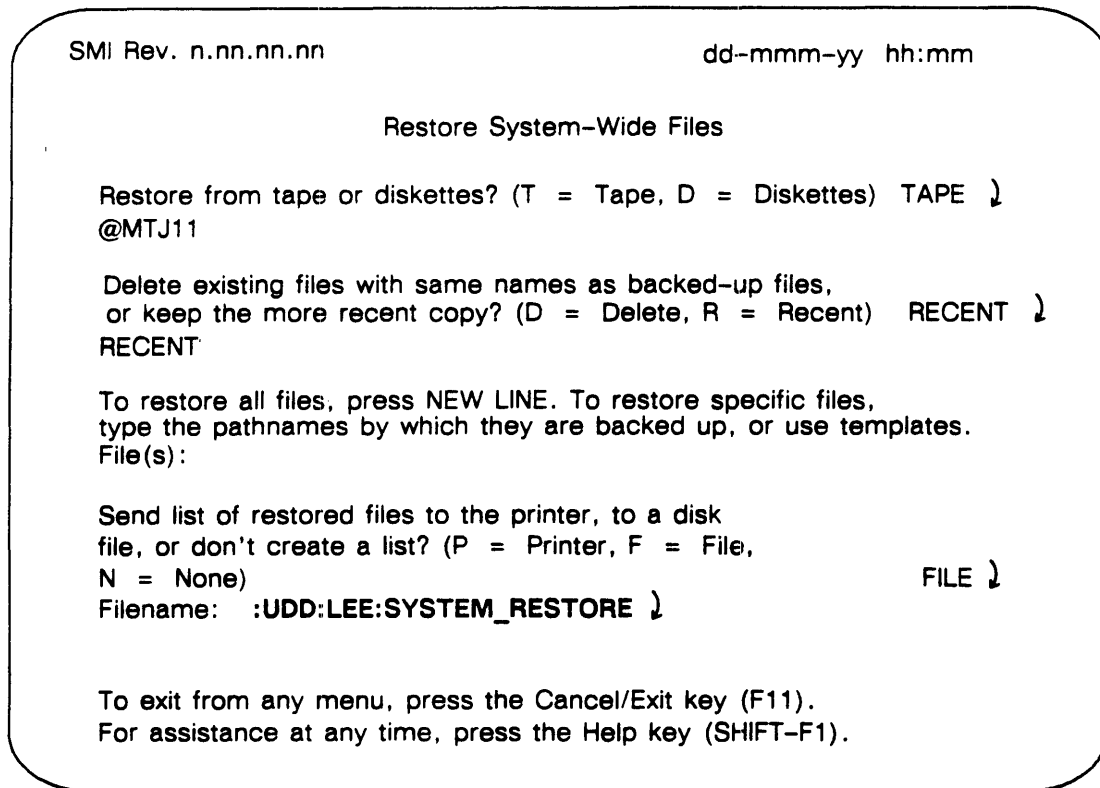 SMI Rev. n.nn.nn.nn dd-mmm-yy hh:mm
Restore System-Wide Files
Restore from tape or diskettes? (T = Tape, D = Diskettes) TAPE ⤸
@MTJ11
Delete existing files with same names as backed-up files,
or keep the more recent copy? (D = Delete, R = Recent) RECENT ⤸
RECENT
To restore all files, press NEW LINE. To restore specific files,
type the pathnames by which they are backed up, or use templates.
File(s):
Send list of restored files to the printer, to a disk
file, or don't create a list? (P = Printer, F = File,
N = None) FILE ⤸
Filename: :UDD:LEE:SYSTEM_RESTORE ⤸
To exit from any menu, press the Cancel/Exit key (F11).
For assistance at any time, press the Help key (SHIFT-F1).